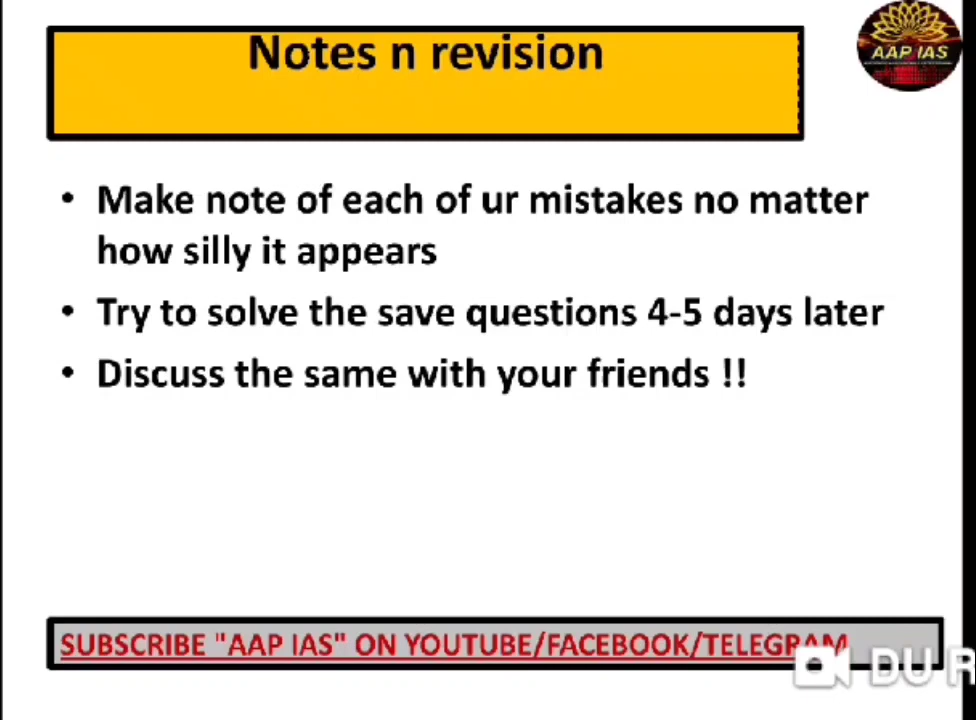 Notes n revision
AAP IAS
• Make note of each of ur mistakes no matter
how silly it appears
• Try to solve the save questions 4-5 days later
• Discuss the same with your friends !!
SUBSCRIBE "AAP IAS" ON YOUTUBE/FACEBOOK/TELEGRAM
DU R